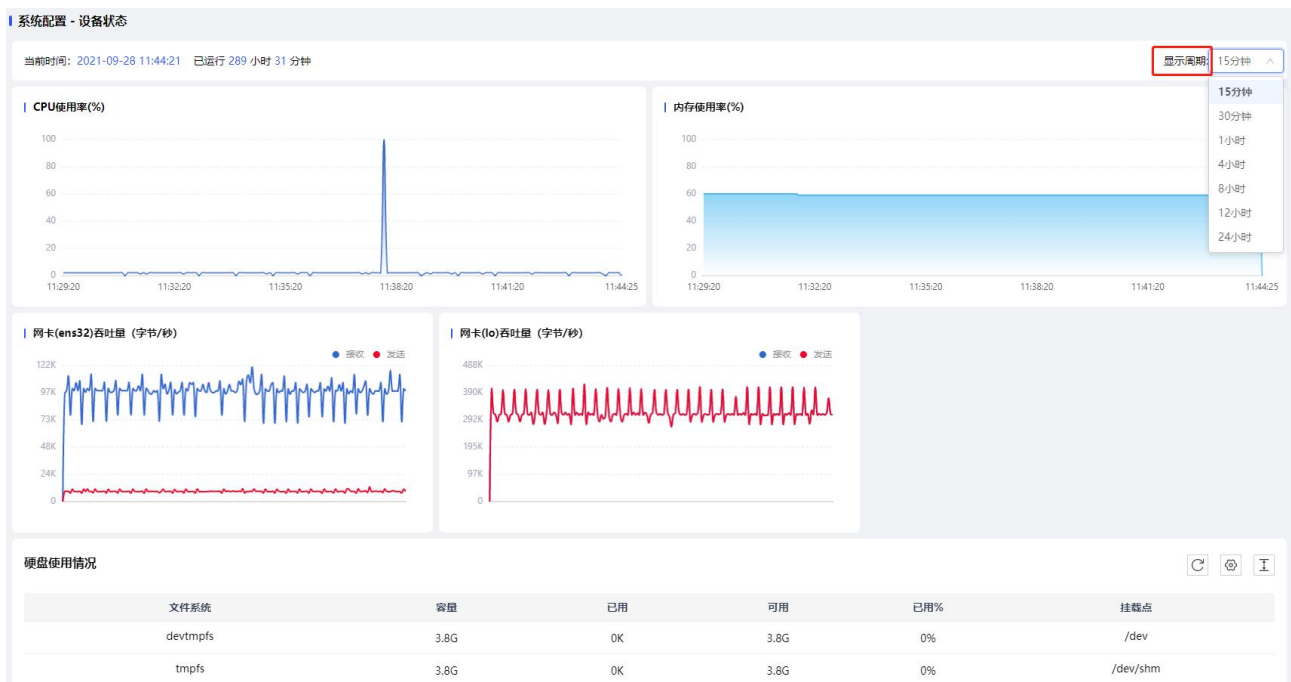 系统配置 - 设备状态
当前时间: 2021-09-28 11:44:21 已运行 289 小时 31 分钟
显示周期: 15分钟
15分钟
30分钟
1小时
4小时
8小时
12小时
24小时
CPU使用率(%)
100
80
60
40
20
0
11:29:20 11:32:20 11:35:20 11:38:20 11:41:20 11:44:25
内存使用率(%)
100
80
60
40
20
0
11:29:20 11:32:20 11:35:20 11:38:20 11:41:20 11:44:25
网卡(ens32)吞吐量 (字节/秒)
接收 发送
122K
97K
73K
48K
24K
0
网卡(lo)吞吐量 (字节/秒)
接收 发送
488K
390K
292K
195K
97K
0
硬盘使用情况
文件系统 容量 已用 可用 已用% 挂载点
devtmpfs 3.8G 0K 3.8G 0% /dev
tmpfs 3.8G 0K 3.8G 0% /dev/shm